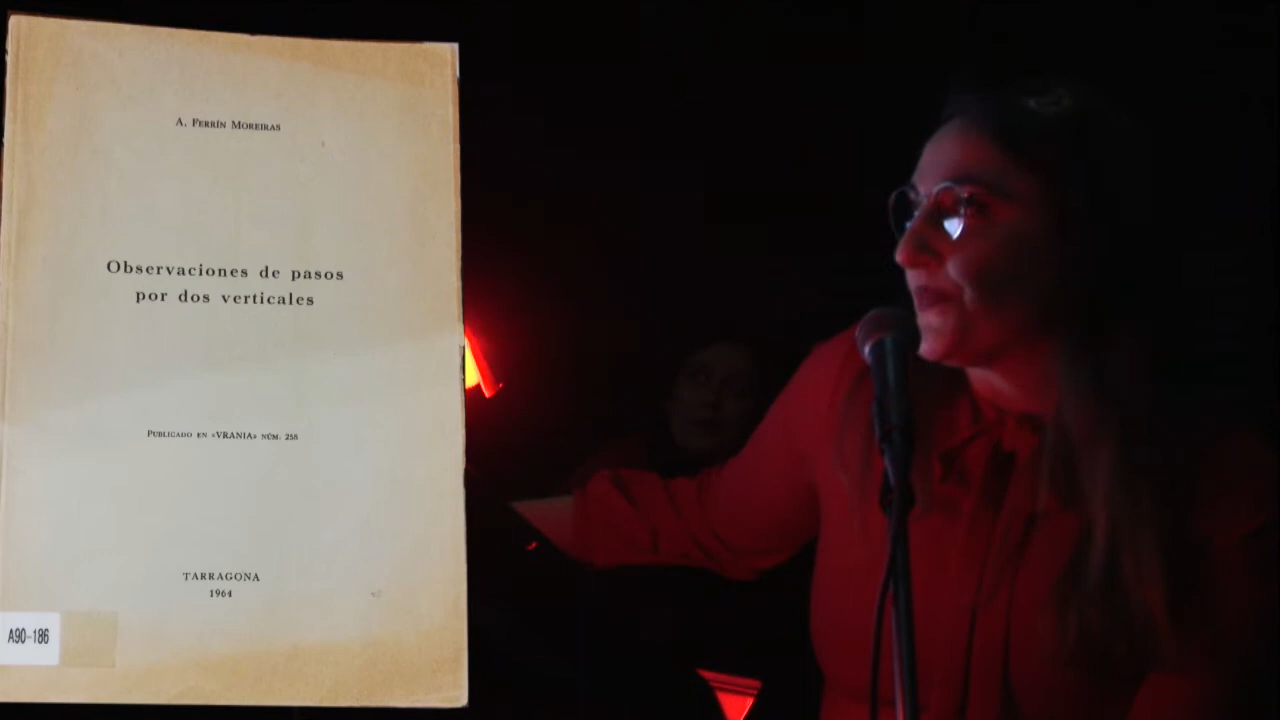 A. Ferrín Moreiras
Observaciones de pasos
por dos verticales
Publicado en «VRANIA» núm. 258
TARRAGONA
1964
A90-186